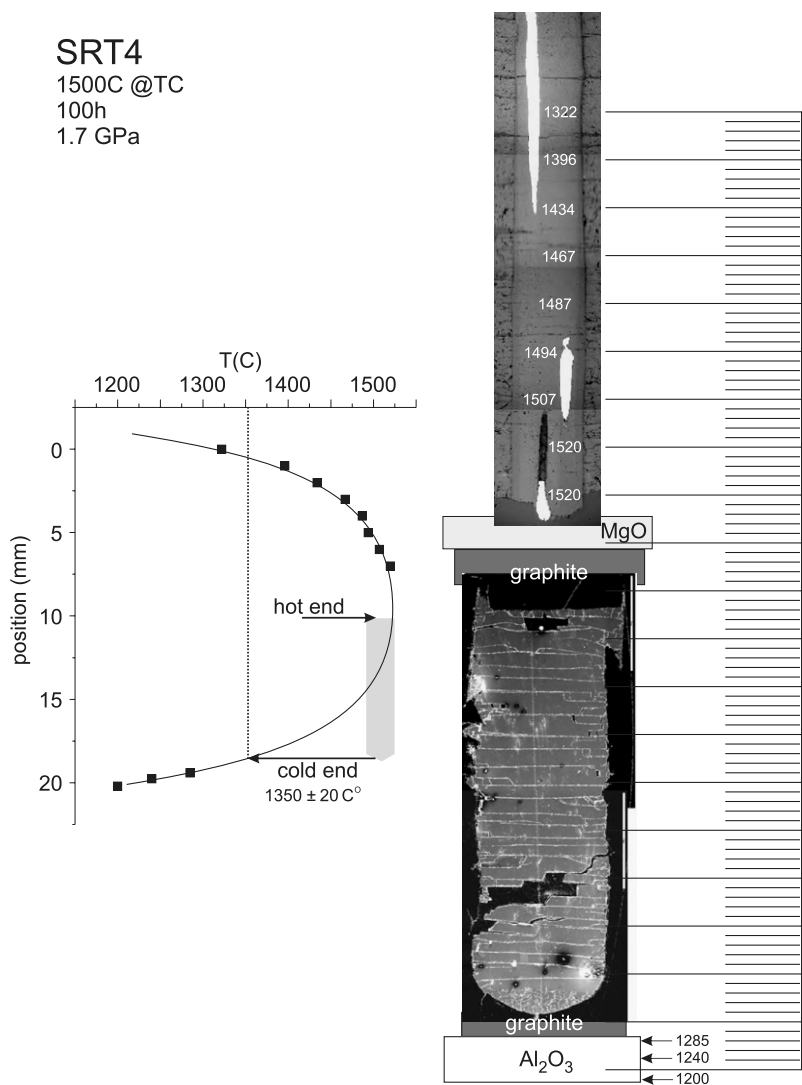 SRT4
1500C @TC
100h
1.7 GPa
1322
1396
1434
1467
1487
1494
1507
1520
1520
MgO
graphite
T(C)
1200 1300 1400 1500
0
5
10
15
20
position (mm)
hot end
cold end
1350 ± 20 C°
graphite
Al₂O₃
1285
1240
1200